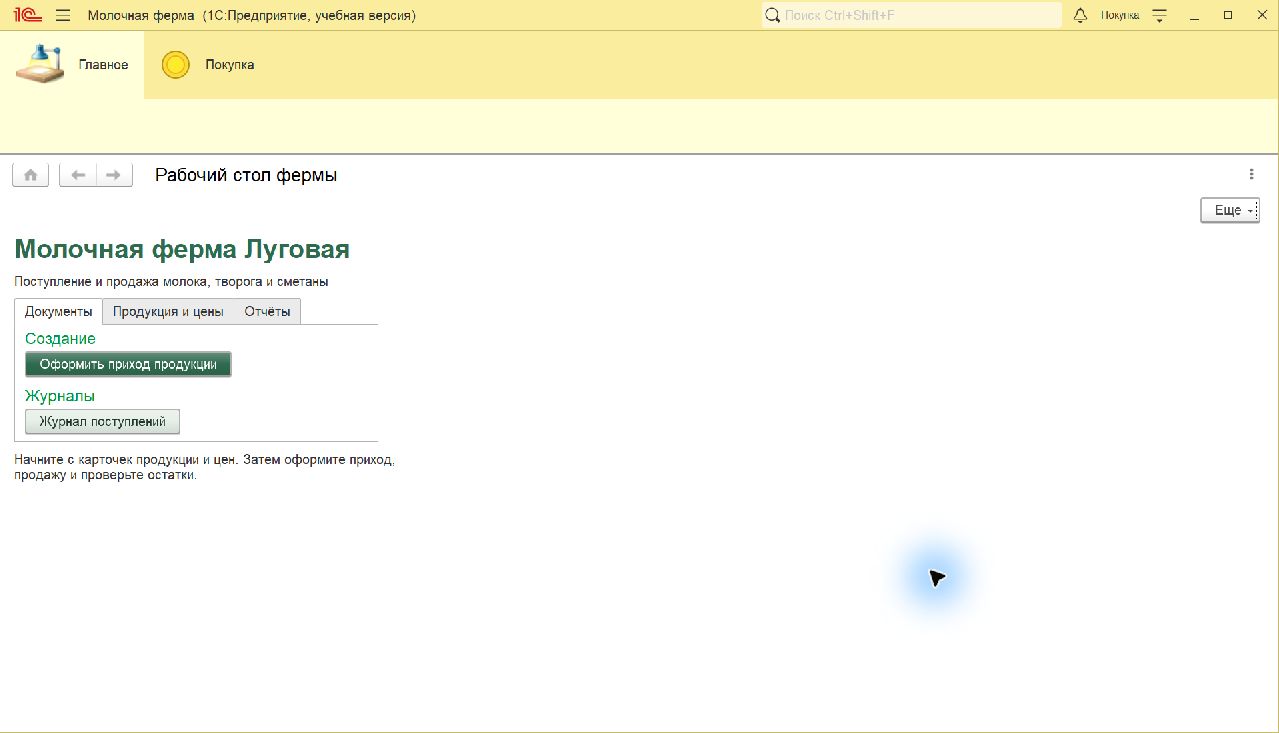 1С Молочная ферма (1С:Предприятие, учебная версия) Поиск Ctrl+Shift+F Покупка
Главное Покупка
Рабочий стол фермы
Еще
Молочная ферма Луговая
Поступление и продажа молока, творога и сметаны
Документы Продукция и цены Отчёты
Создание
Оформить приход продукции
Журналы
Журнал поступлений
Начните с карточек продукции и цен. Затем оформите приход,
продажу и проверьте остатки.